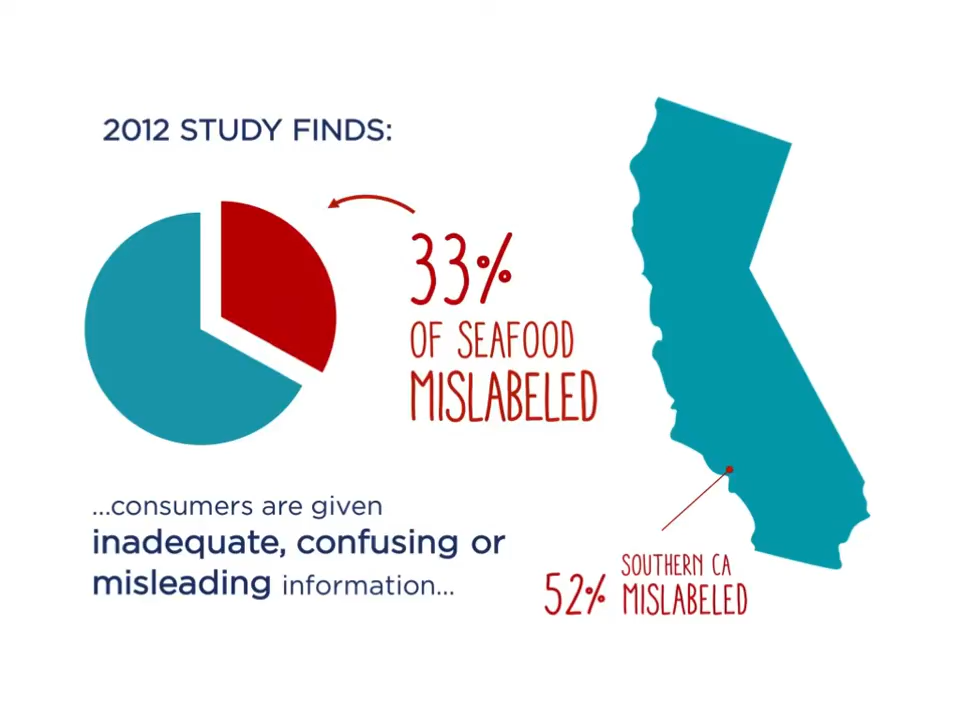 2012 STUDY FINDS:
33%
OF SEAFOOD
MISLABELED
...consumers are given
inadequate, confusing or
misleading information...
52% SOUTHERN CA
MISLABELED